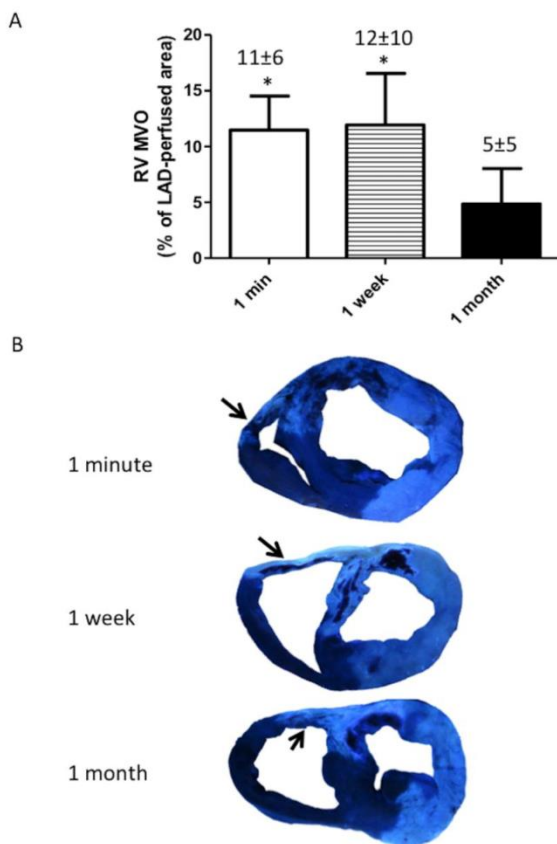 A
RV MVO
(% of LAD-perfused area)
20
15
10
5
0
11±6
*
12±10
*
5±5
1 min
1 week
1 month
B
1 minute
1 week
1 month